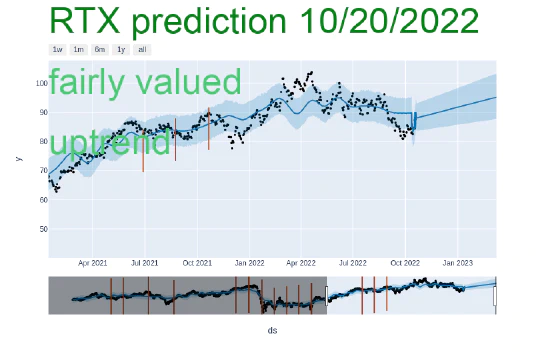 RTX prediction 10/20/2022
1w 1m 6m 1y all
fairly valued
uptrend
100
90
80
70
60
50
y
Apr 2021 Jul 2021 Oct 2021 Jan 2022 Apr 2022 Jul 2022 Oct 2022 Jan 2023
ds